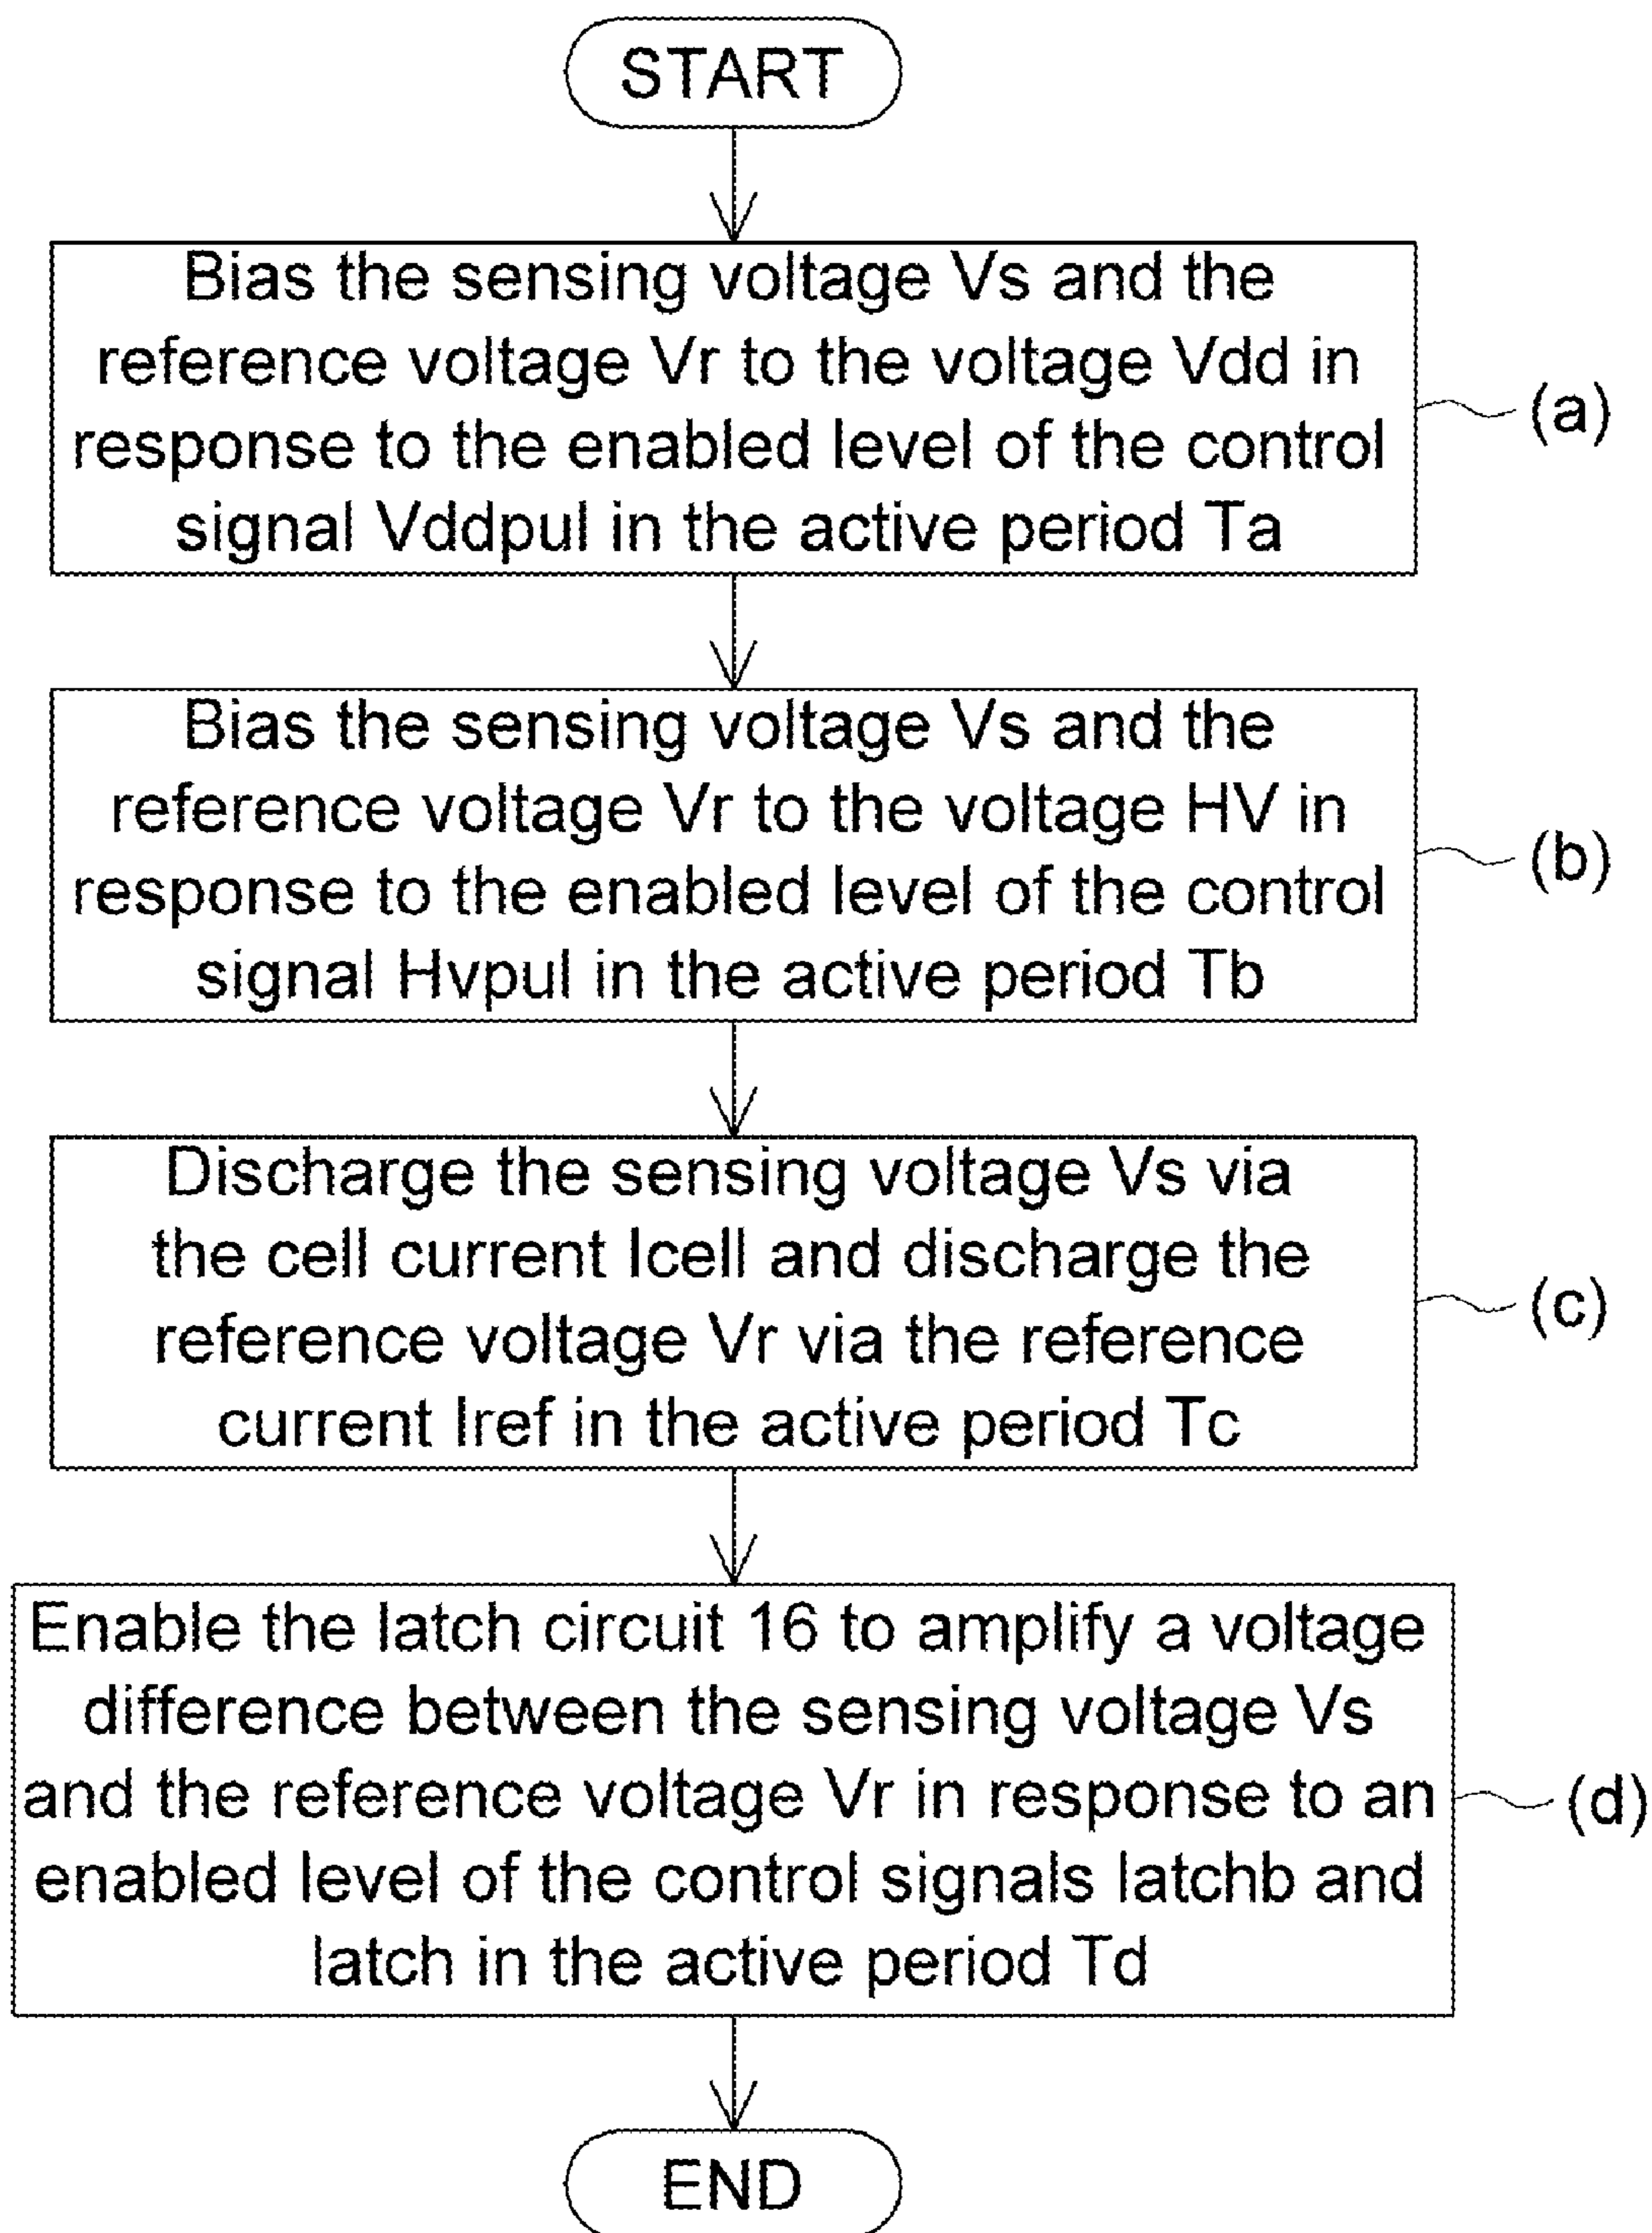 START
Bias the sensing voltage Vs and the
reference voltage Vr to the voltage Vdd in
response to the enabled level of the control
signal Vddpul in the active period Ta
(a)
Bias the sensing voltage Vs and the
reference voltage Vr to the voltage HV in
response to the enabled level of the control
signal Hvpul in the active period Tb
(b)
Discharge the sensing voltage Vs via
the cell current Icell and discharge the
reference voltage Vr via the reference
current Iref in the active period Tc
(c)
Enable the latch circuit 16 to amplify a voltage
difference between the sensing voltage Vs
and the reference voltage Vr in response to an
enabled level of the control signals latchb and
latch in the active period Td
(d)
END